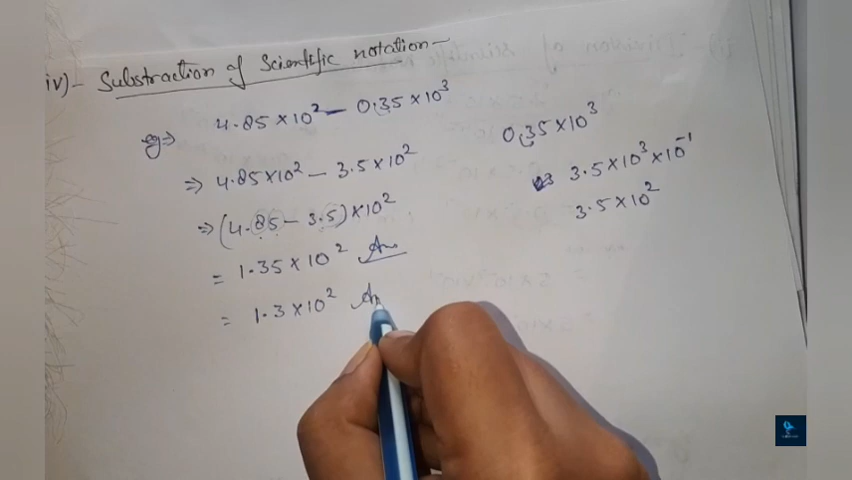 iv)- Substraction of Scientific notation-
eg⇒ 4.85×10² - 0.35×10³
⇒ 4.85×10² - 3.5×10²
⇒ (4.85 - 3.5)×10²
= 1.35×10² Ans
= 1.3×10² An
0.35×10³
3.5×10³×10⁻¹
3.5×10²